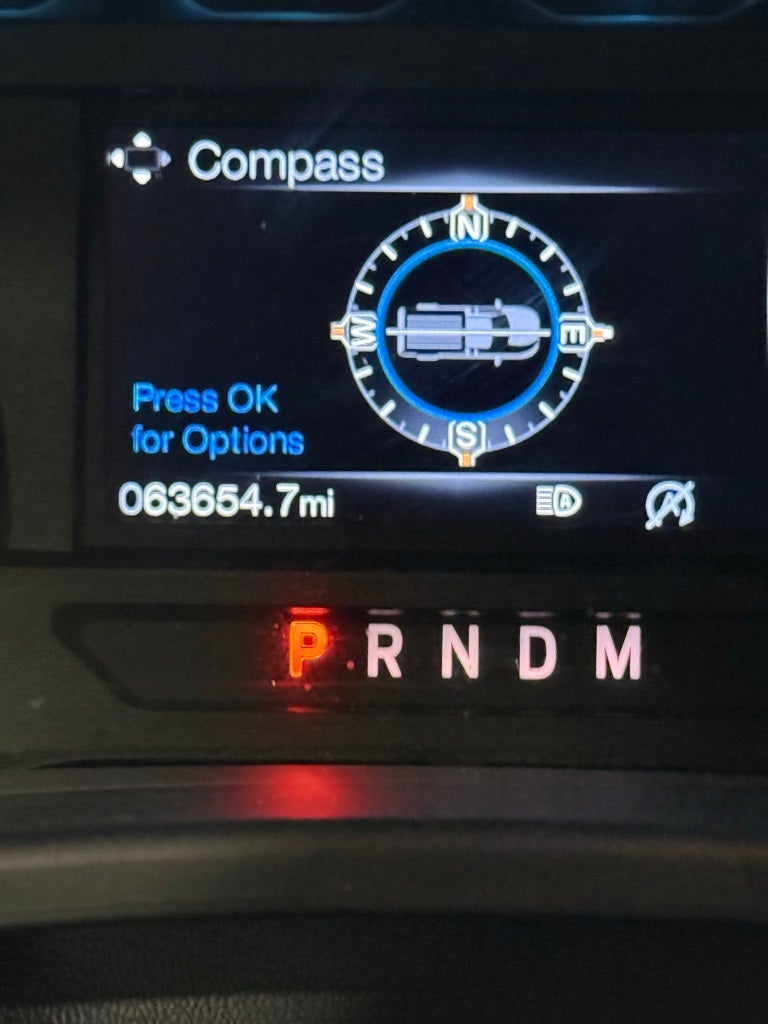 Compass
N
W E
S
Press OK
for Options
063654.7mi
A A
P R N D M